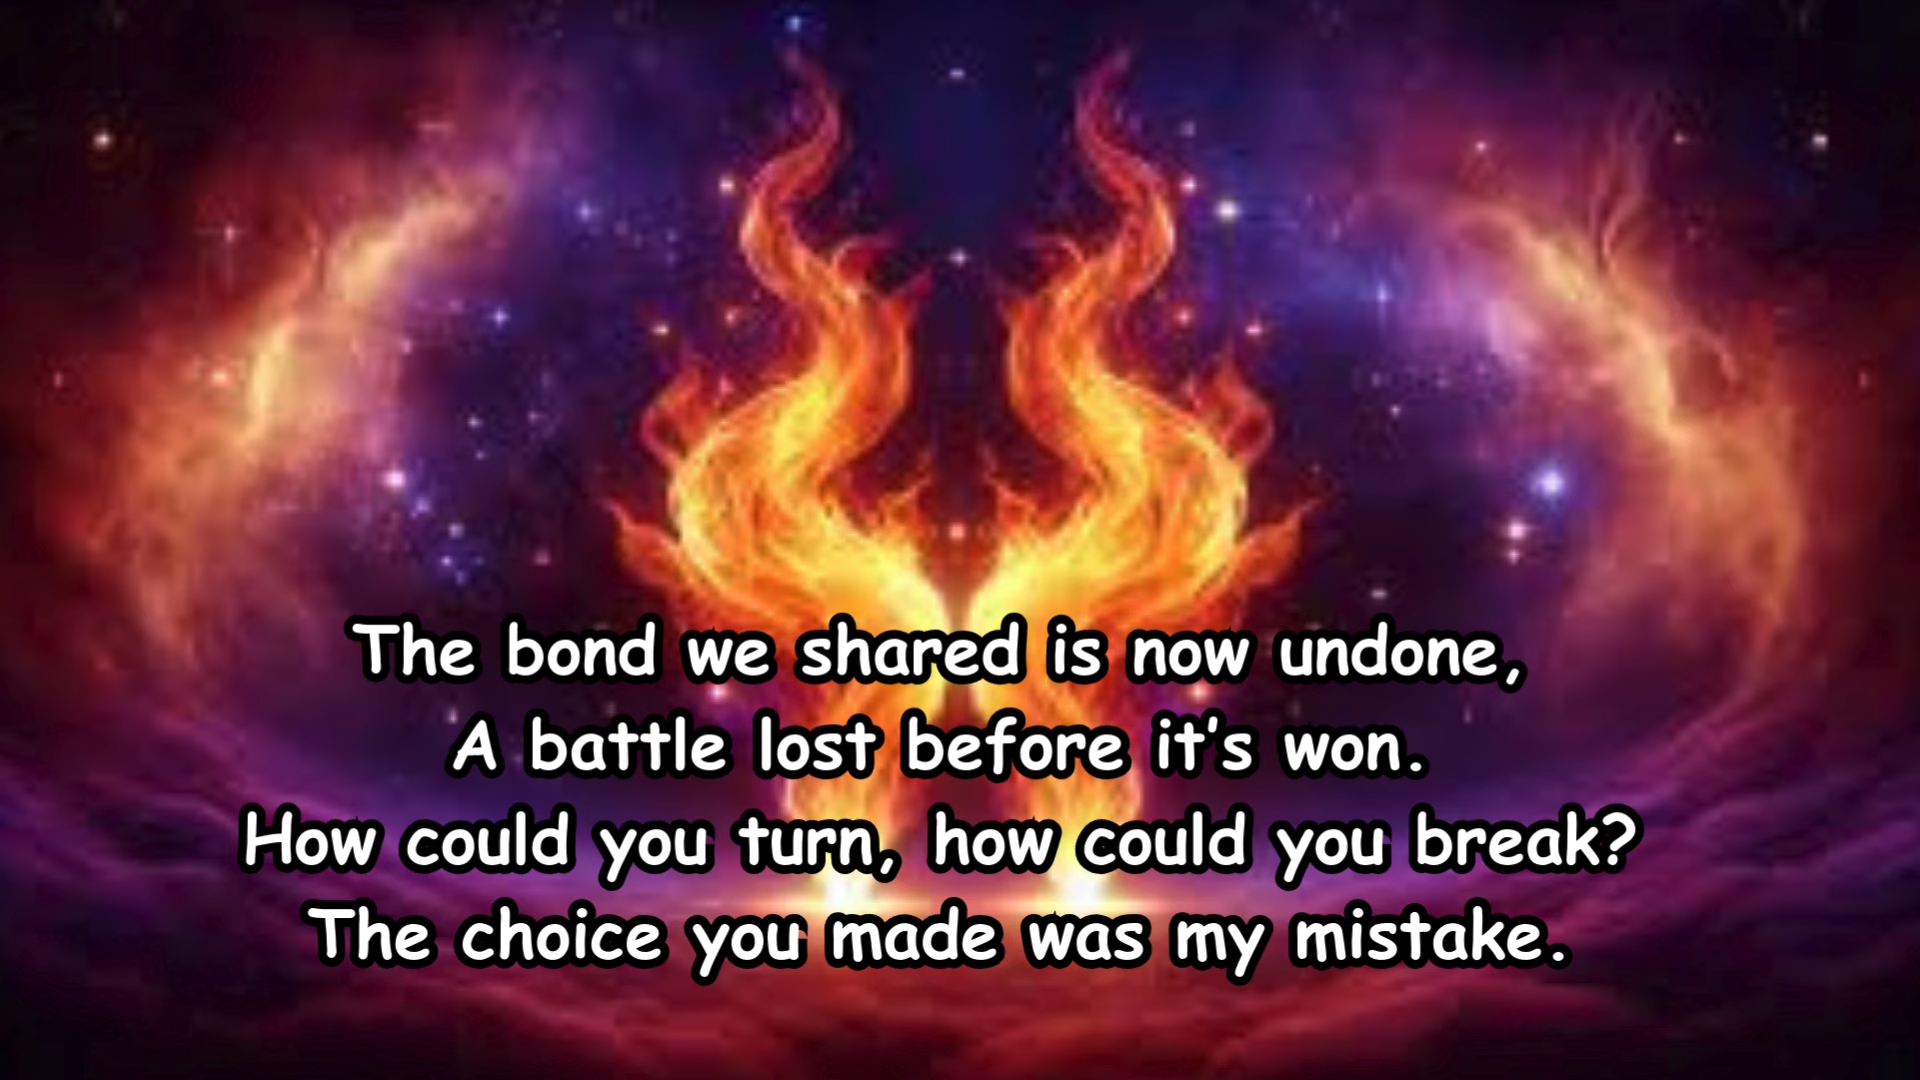 The bond we shared is now undone,
A battle lost before it’s won.
How could you turn, how could you break?
The choice you made was my mistake.